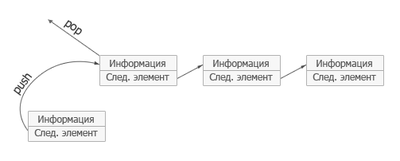 pop
Информация
След. элемент
Информация
След. элемент
Информация
След. элемент
push
Информация
След. элемент